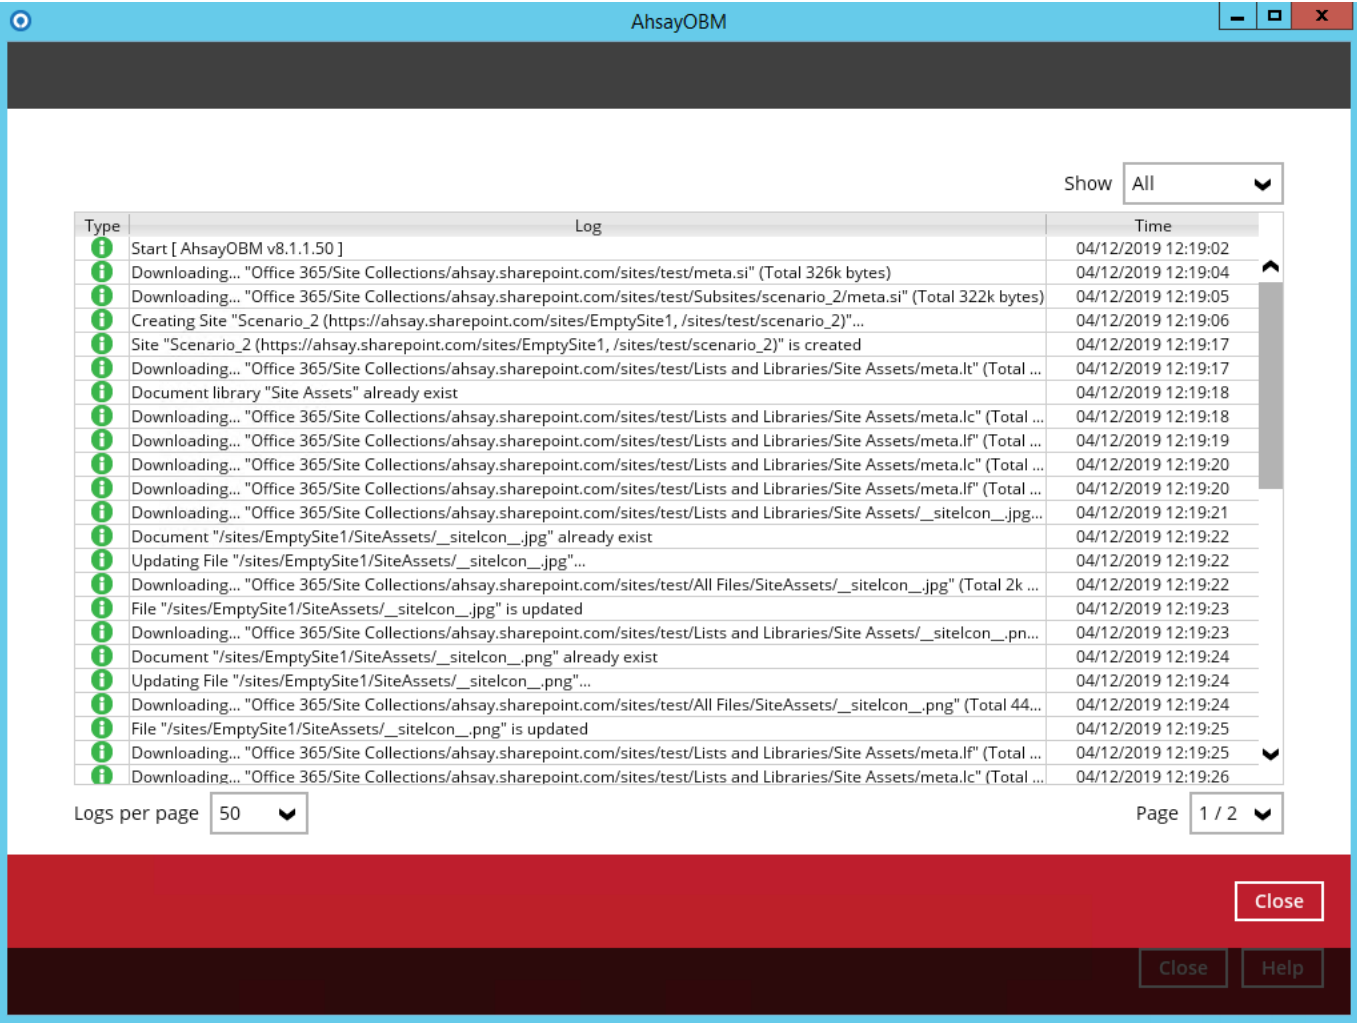 AhsayOBM
Show All
Type Log Time
Start [ AhsayOBM v8.1.1.50 ] 04/12/2019 12:19:02
Downloading... "Office 365/Site Collections/ahsay.sharepoint.com/sites/test/meta.si" (Total 326k bytes) 04/12/2019 12:19:04
Downloading... "Office 365/Site Collections/ahsay.sharepoint.com/sites/test/Subsites/scenario_2/meta.si" (Total 322k bytes) 04/12/2019 12:19:05
Creating Site "Scenario_2 (https://ahsay.sharepoint.com/sites/EmptySite1, /sites/test/scenario_2)"... 04/12/2019 12:19:06
Site "Scenario_2 (https://ahsay.sharepoint.com/sites/EmptySite1, /sites/test/scenario_2)" is created 04/12/2019 12:19:17
Downloading... "Office 365/Site Collections/ahsay.sharepoint.com/sites/test/Lists and Libraries/Site Assets/meta.lt" (Total ... 04/12/2019 12:19:17
Document library "Site Assets" already exist 04/12/2019 12:19:18
Downloading... "Office 365/Site Collections/ahsay.sharepoint.com/sites/test/Lists and Libraries/Site Assets/meta.lc" (Total ... 04/12/2019 12:19:18
Downloading... "Office 365/Site Collections/ahsay.sharepoint.com/sites/test/Lists and Libraries/Site Assets/meta.lf" (Total ... 04/12/2019 12:19:19
Downloading... "Office 365/Site Collections/ahsay.sharepoint.com/sites/test/Lists and Libraries/Site Assets/meta.lc" (Total ... 04/12/2019 12:19:20
Downloading... "Office 365/Site Collections/ahsay.sharepoint.com/sites/test/Lists and Libraries/Site Assets/meta.lf" (Total ... 04/12/2019 12:19:20
Downloading... "Office 365/Site Collections/ahsay.sharepoint.com/sites/test/Lists and Libraries/Site Assets/__siteIcon__.jpg... 04/12/2019 12:19:21
Document "/sites/EmptySite1/SiteAssets/__siteIcon__.jpg" already exist 04/12/2019 12:19:22
Updating File "/sites/EmptySite1/SiteAssets/__siteIcon__.jpg"... 04/12/2019 12:19:22
Downloading... "Office 365/Site Collections/ahsay.sharepoint.com/sites/test/All Files/SiteAssets/__siteIcon__.jpg" (Total 2k ... 04/12/2019 12:19:22
File "/sites/EmptySite1/SiteAssets/__siteIcon__.jpg" is updated 04/12/2019 12:19:23
Downloading... "Office 365/Site Collections/ahsay.sharepoint.com/sites/test/Lists and Libraries/Site Assets/__siteIcon__.pn... 04/12/2019 12:19:23
Document "/sites/EmptySite1/SiteAssets/__siteIcon__.png" already exist 04/12/2019 12:19:24
Updating File "/sites/EmptySite1/SiteAssets/__siteIcon__.png"... 04/12/2019 12:19:24
Downloading... "Office 365/Site Collections/ahsay.sharepoint.com/sites/test/All Files/SiteAssets/__siteIcon__.png" (Total 44... 04/12/2019 12:19:24
File "/sites/EmptySite1/SiteAssets/__siteIcon__.png" is updated 04/12/2019 12:19:25
Downloading... "Office 365/Site Collections/ahsay.sharepoint.com/sites/test/Lists and Libraries/Site Assets/meta.lf" (Total ... 04/12/2019 12:19:25
Downloading... "Office 365/Site Collections/ahsay.sharepoint.com/sites/test/Lists and Libraries/Site Assets/meta.lc" (Total ... 04/12/2019 12:19:26
Logs per page 50 Page 1 / 2
Close
Close Help